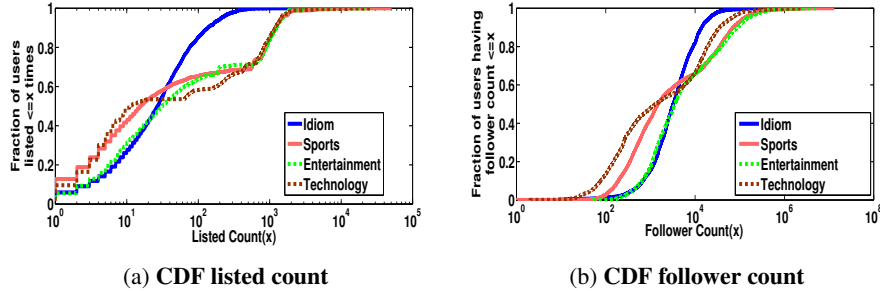 Fraction of users
listed <=x times
1
0.8
0.6
0.4
0.2
0
10^0
10^1
10^2
10^3
10^4
10^5
Listed Count(x)
Idiom
Sports
Entertainment
Technology
(a) CDF listed count
Fraction of users having
follower count <=x
1
0.8
0.6
0.4
0.2
0
10^0
10^2
10^4
10^6
10^8
Follower Count(x)
Idiom
Sports
Entertainment
Technology
(b) CDF follower count